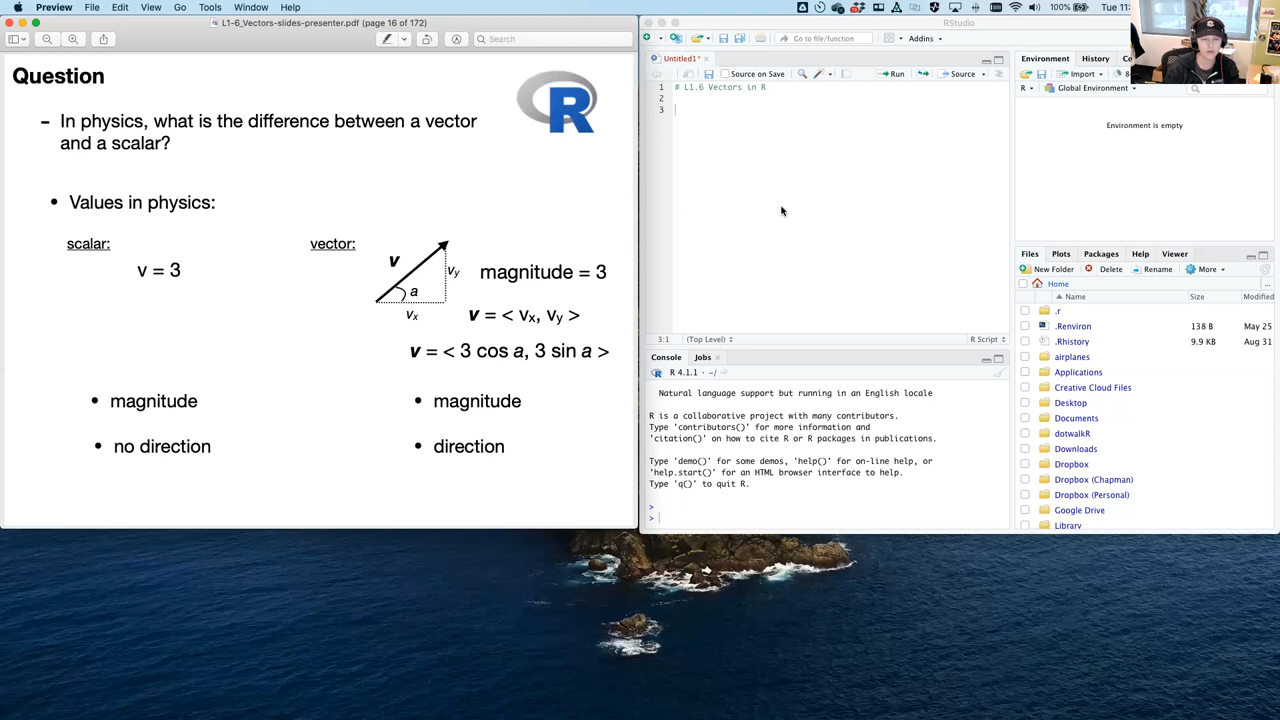 Preview File Edit View Go Tools Window Help
100% Tue 11:
L1-6_Vectors-slides-presenter.pdf (page 16 of 172)
Search
Question
R
– In physics, what is the difference between a vector
and a scalar?
• Values in physics:
scalar:
v = 3
vector:
v
a
vy
vx
magnitude = 3
v = < vx, vy >
v = < 3 cos a, 3 sin a >
• magnitude
• no direction
• magnitude
• direction
RStudio
Go to file/function
Addins
Untitled1*
Source on Save
Run
Source
1 # L1.6 Vectors in R
2
3
3:1 (Top Level) R Script
Console Jobs
R 4.1.1 · ~/
Natural language support but running in an English locale
R is a collaborative project with many contributors.
Type 'contributors()' for more information and
'citation()' on how to cite R or R packages in publications.
Type 'demo()' for some demos, 'help()' for on-line help, or
'help.start()' for an HTML browser interface to help.
Type 'q()' to quit R.
>
>
Environment History
Import
R Global Environment
Environment is empty
Files Plots Packages Help Viewer
New Folder Delete Rename More
Home
Name Size Modified
.r
.Renviron 138 B May 25
.Rhistory 9.9 KB Aug 31
airplanes
Applications
Creative Cloud Files
Desktop
Documents
dotwalkR
Downloads
Dropbox
Dropbox (Chapman)
Dropbox (Personal)
Google Drive
Library